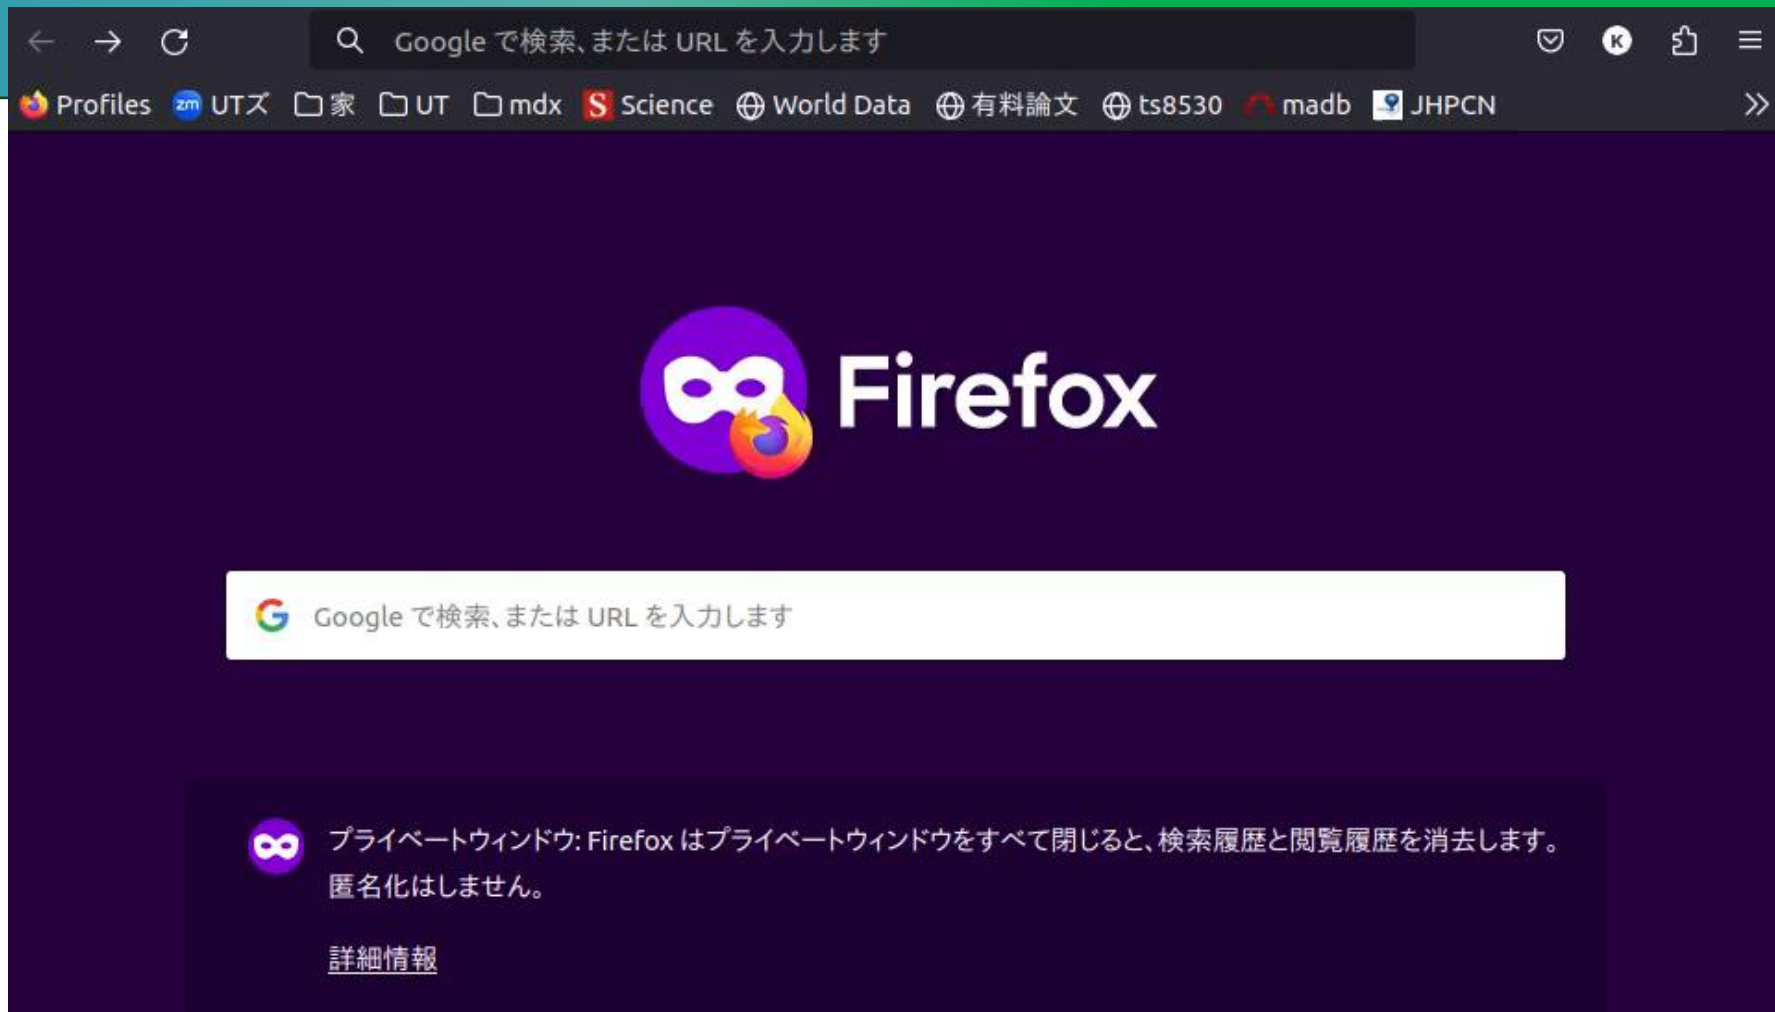 Google で検索、または URL を入力します
K
Profiles zm UTズ 家 UT mdx S Science World Data 有料論文 ts8530 madb JHPCN
Firefox
G Google で検索、または URL を入力します
プライベートウィンドウ: Firefox はプライベートウィンドウをすべて閉じると、検索履歴と閲覧履歴を消去します。
匿名化はしません。
詳細情報